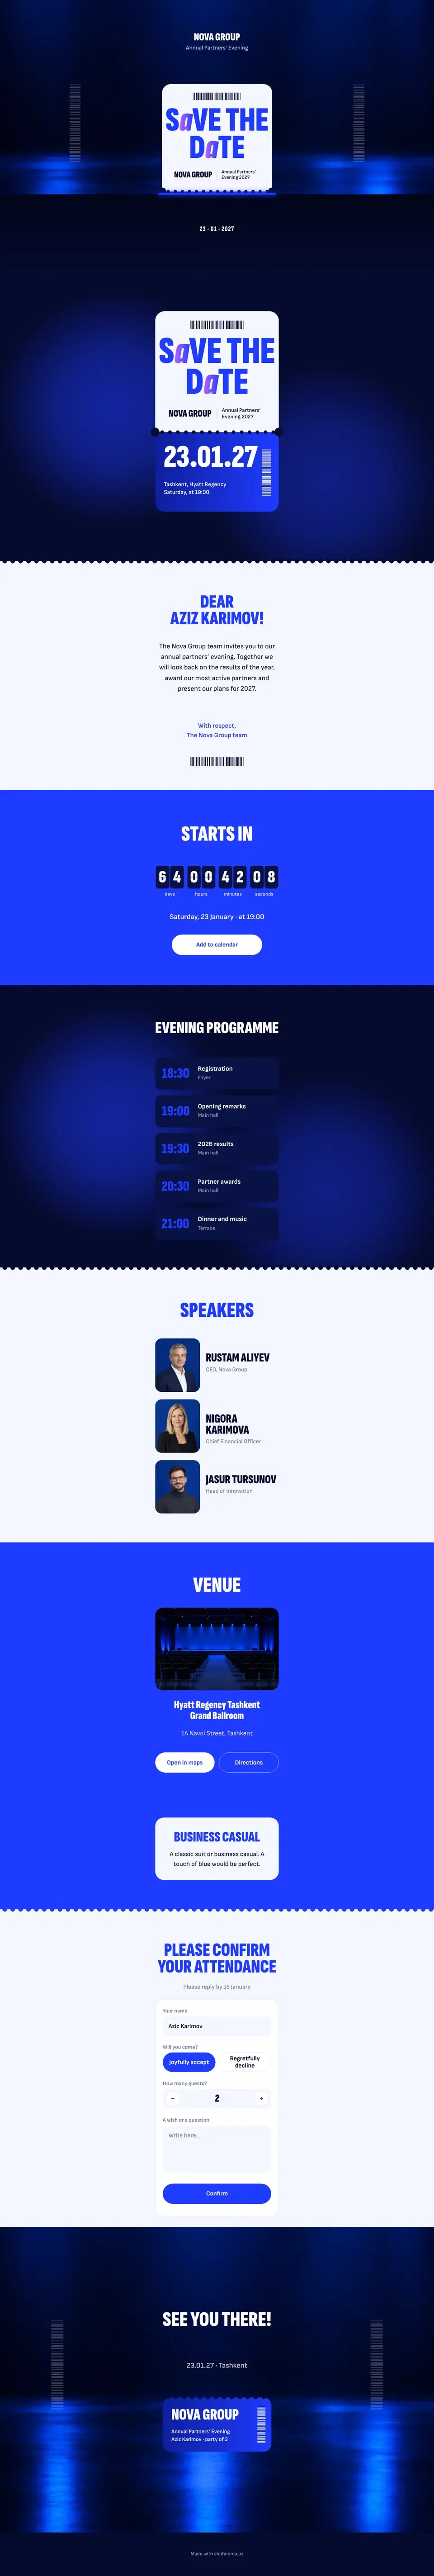 NOVA GROUP
Annual Partners' Evening
SaVE THE
DaTE
NOVA GROUP
Annual Partners'
Evening 2027
23 · 01 · 2027
SaVE THE
DaTE
NOVA GROUP
Annual Partners'
Evening 2027
23.01.27
Tashkent, Hyatt Regency
Saturday, at 19:00
DEAR
AZIZ KARIMOV!
The Nova Group team invites you to our
annual partners' evening. Together we
will look back on the results of the year,
award our most active partners and
present our plans for 2027.
With respect,
The Nova Group team
STARTS IN
64 00 42 08
days hours minutes seconds
Saturday, 23 January · at 19:00
Add to calendar
EVENING PROGRAMME
18:30
Registration
Foyer
19:00
Opening remarks
Main hall
19:30
2026 results
Main hall
20:30
Partner awards
Main hall
21:00
Dinner and music
Terrace
SPEAKERS
RUSTAM ALIYEV
CEO, Nova Group
NIGORA
KARIMOVA
Chief Financial Officer
JASUR TURSUNOV
Head of Innovation
VENUE
Hyatt Regency Tashkent
Grand Ballroom
1A Navoi Street, Tashkent
Open in maps
Directions
BUSINESS CASUAL
A classic suit or business casual. A
touch of blue would be perfect.
PLEASE CONFIRM
YOUR ATTENDANCE
Please reply by 15 January
Your name
Aziz Karimov
Will you come?
Joyfully accept
Regretfully
decline
How many guests?
− 2 +
A wish or a question
Write here...
Confirm
SEE YOU THERE!
23.01.27 · Tashkent
NOVA GROUP
Annual Partners' Evening
Aziz Karimov · party of 2
Made with shohnoma.uz